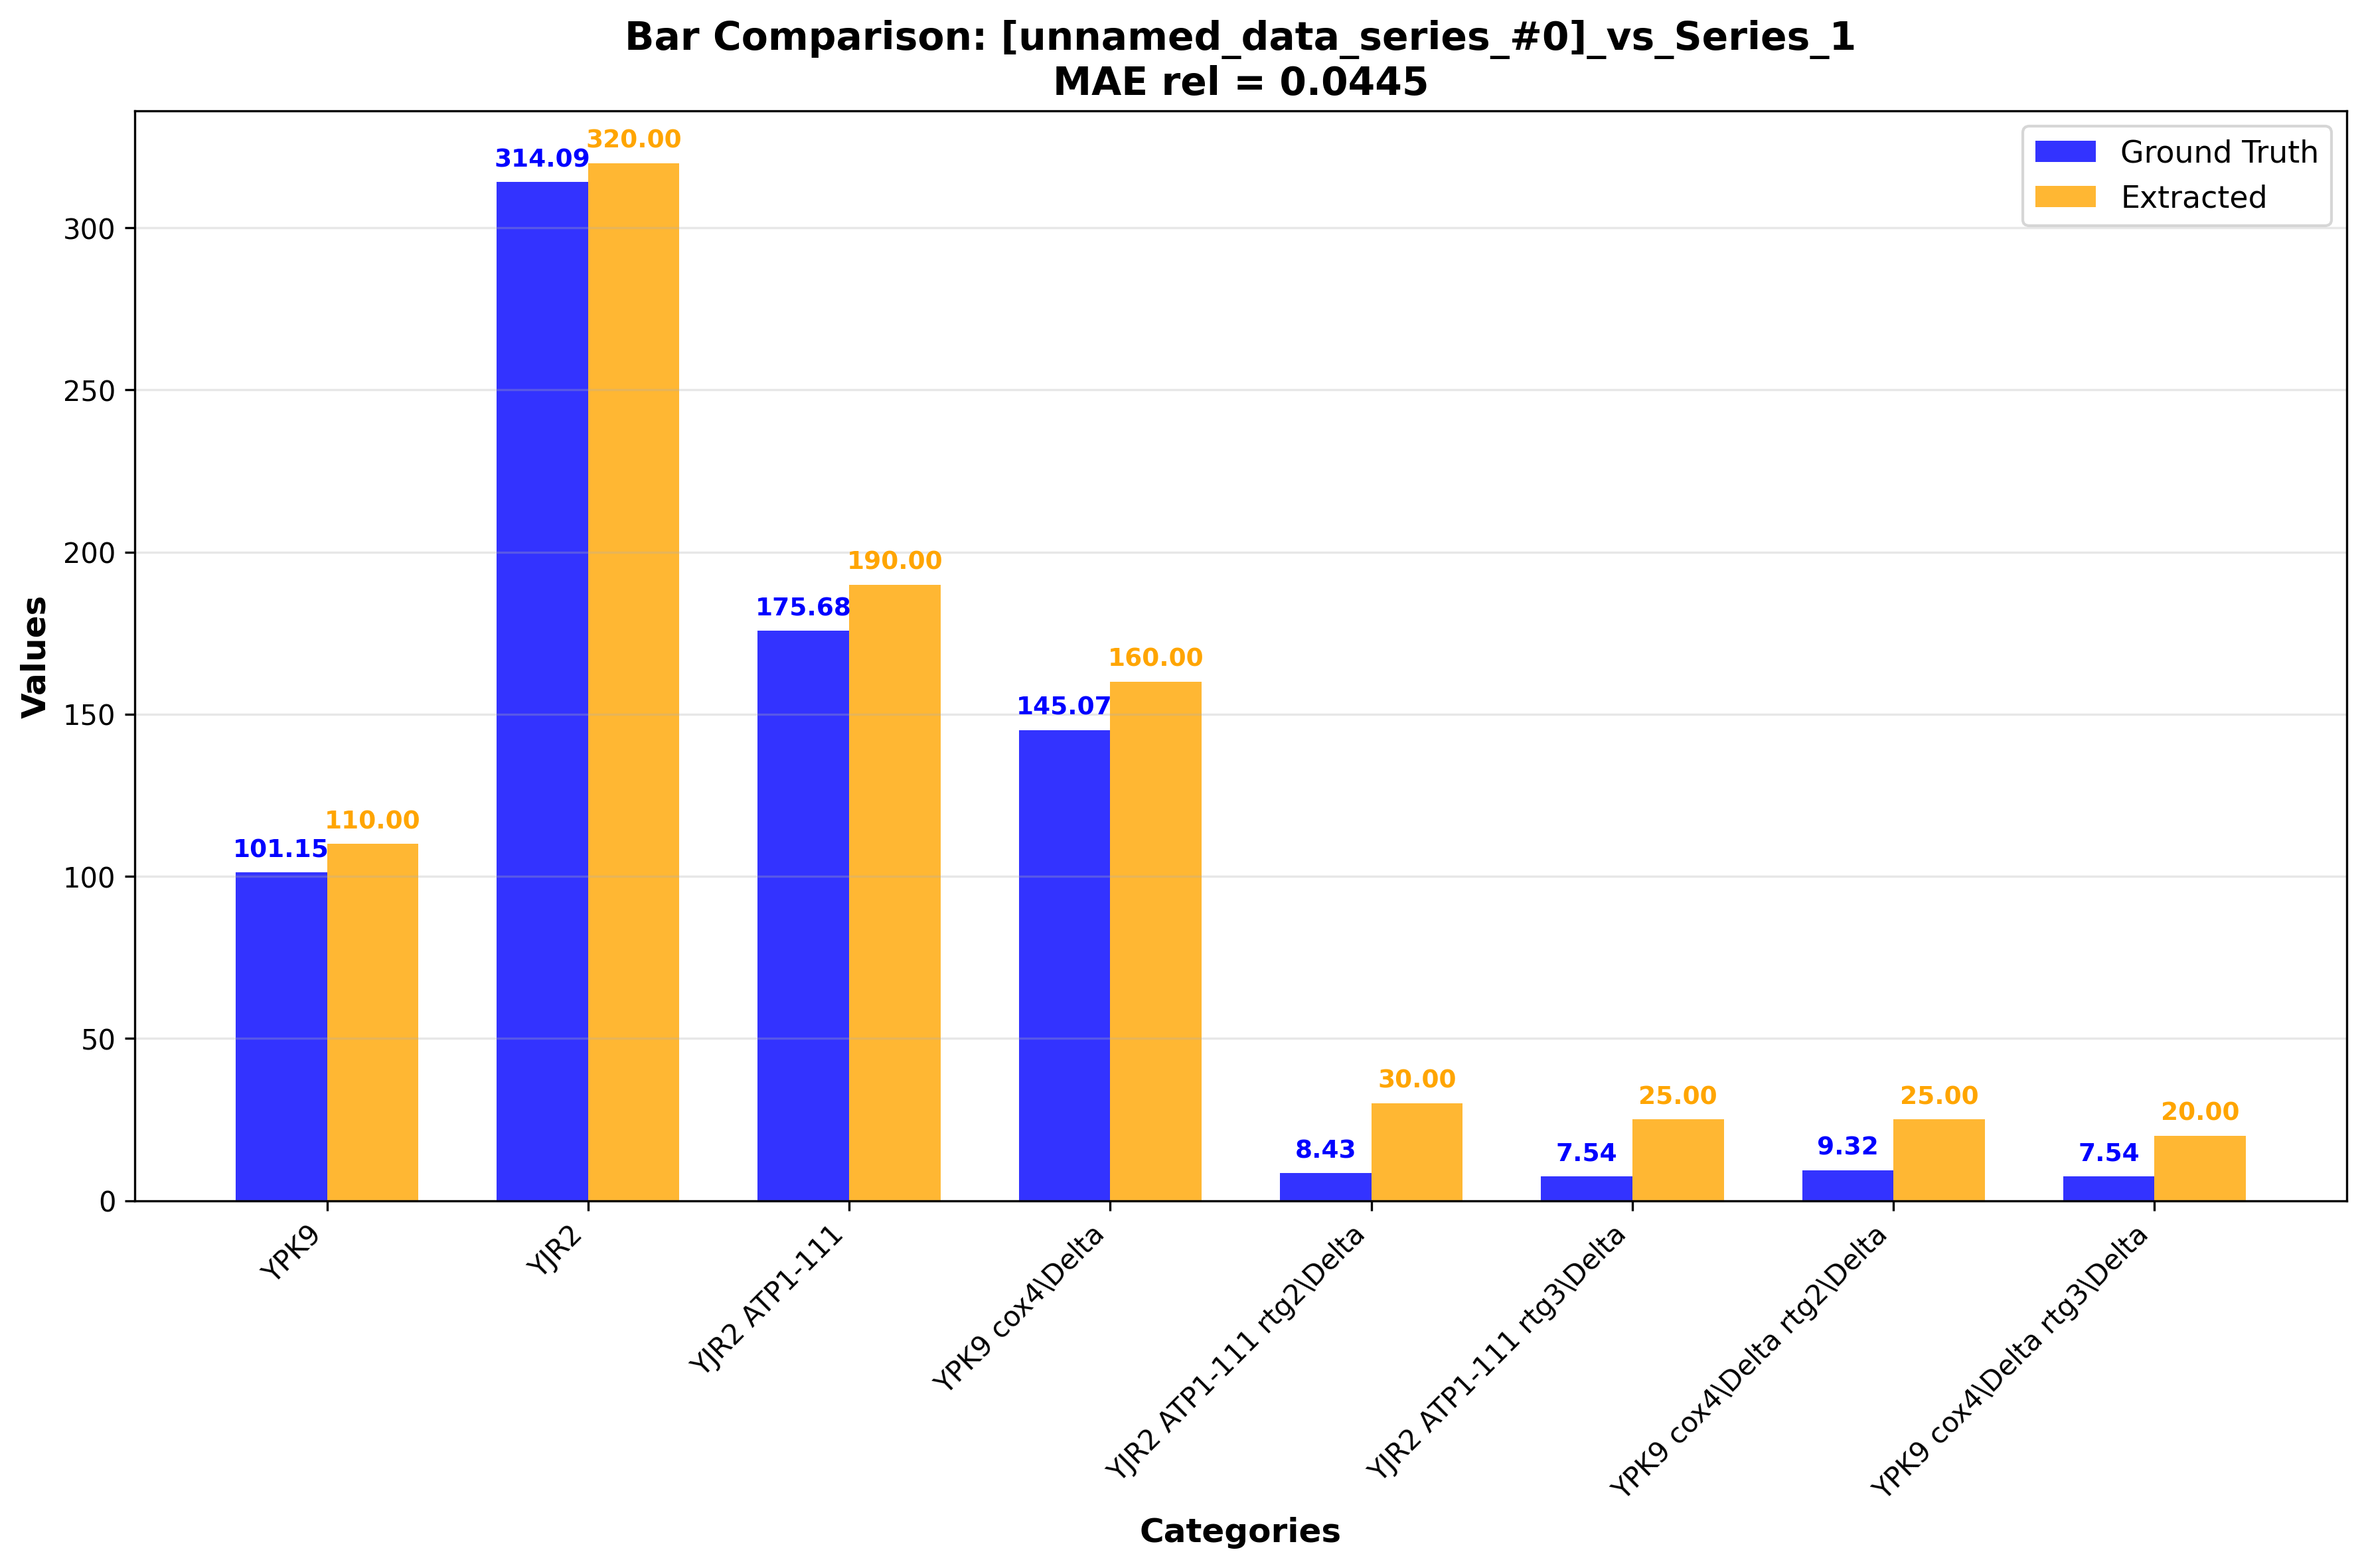 Bar Comparison: [unnamed_data_series_#0]_vs_Series_1
MAE rel = 0.0445
Ground Truth
Extracted
Values
300
250
200
150
100
50
0
101.15
110.00
314.09
320.00
175.68
190.00
145.07
160.00
8.43
30.00
7.54
25.00
9.32
25.00
7.54
20.00
YPK9
YJR2
YJR2 ATP1-111
YPK9 cox4\Delta
YJR2 ATP1-111 rtg2\Delta
YJR2 ATP1-111 rtg3\Delta
YPK9 cox4\Delta rtg2\Delta
YPK9 cox4\Delta rtg3\Delta
Categories